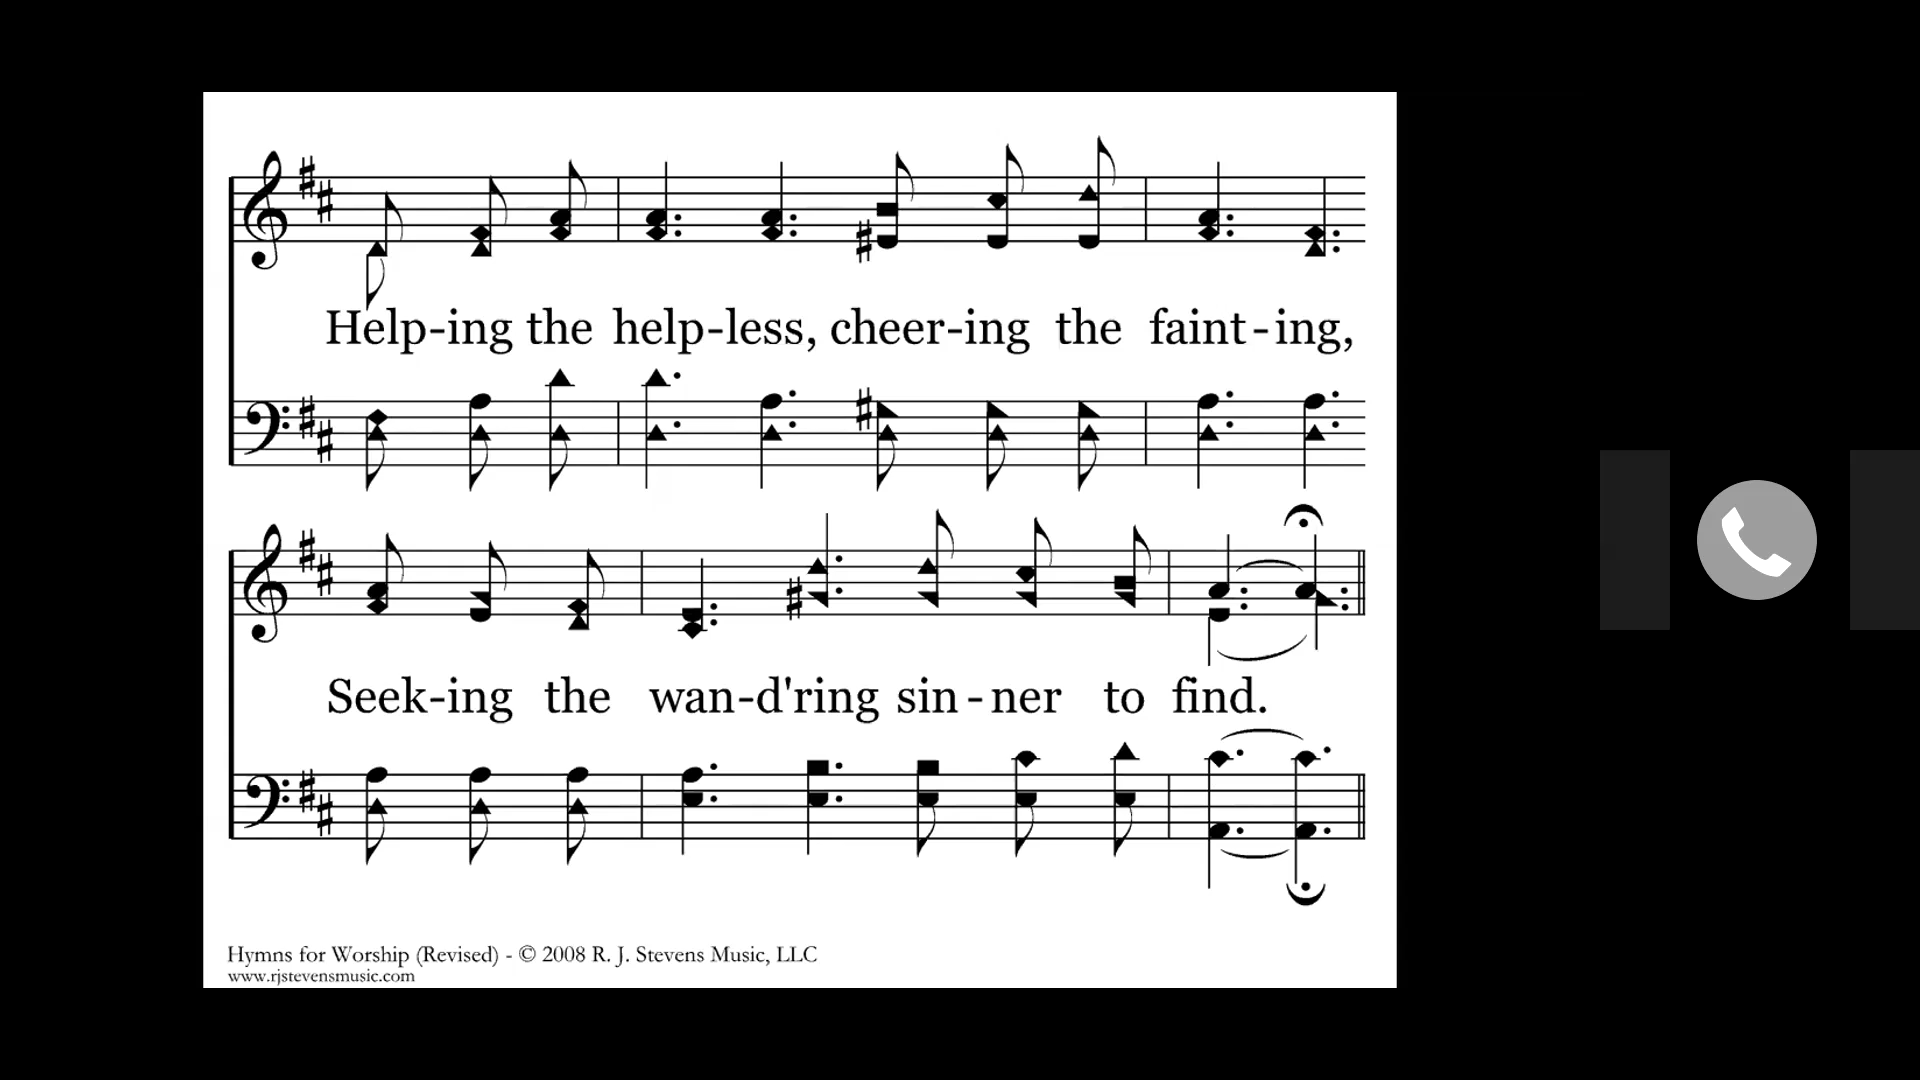 Help-ing the help-less, cheer-ing the faint-ing,
Seek-ing the wan-d'ring sin-ner to find.
Hymns for Worship (Revised) - © 2008 R. J. Stevens Music, LLC
www.rjstevensmusic.com